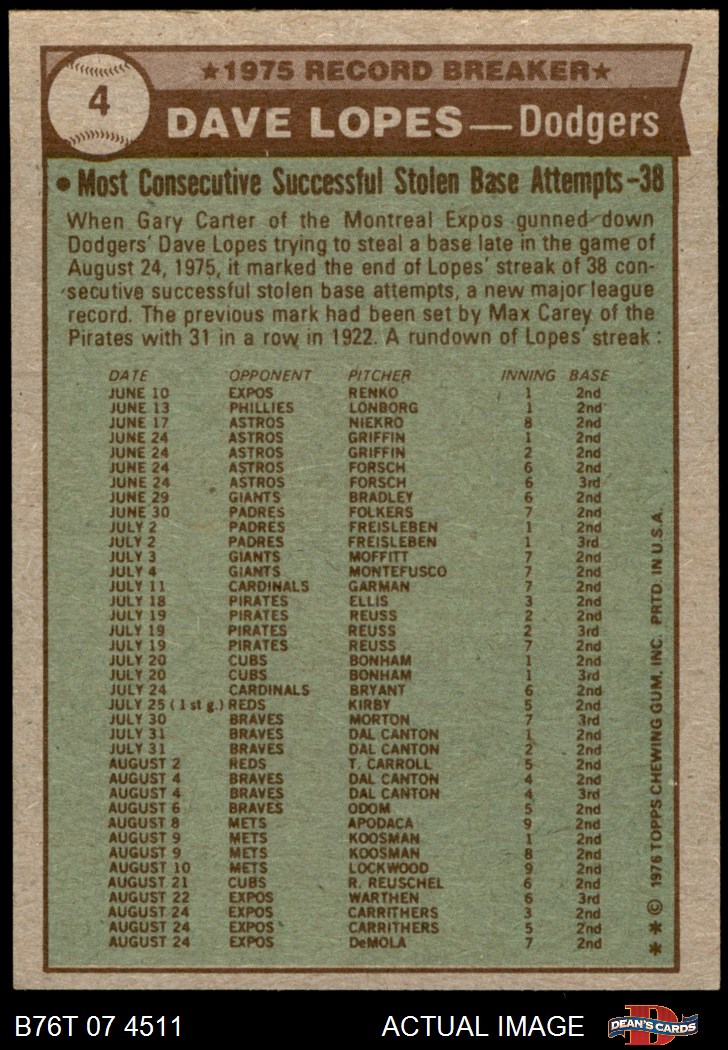 4
★1975 RECORD BREAKER★
DAVE LOPES—Dodgers
• Most Consecutive Successful Stolen Base Attempts-38
When Gary Carter of the Montreal Expos gunned down
Dodgers' Dave Lopes trying to steal a base late in the game of
August 24, 1975, it marked the end of Lopes' streak of 38 con-
secutive successful stolen base attempts, a new major league
record. The previous mark had been set by Max Carey of the
Pirates with 31 in a row in 1922. A rundown of Lopes' streak:
DATE OPPONENT PITCHER INNING BASE
JUNE 10 EXPOS RENKO 1 2nd
JUNE 13 PHILLIES LONBORG 1 2nd
JUNE 17 ASTROS NIEKRO 8 2nd
JUNE 24 ASTROS GRIFFIN 1 2nd
JUNE 24 ASTROS GRIFFIN 2 2nd
JUNE 24 ASTROS FORSCH 6 2nd
JUNE 24 ASTROS FORSCH 6 3rd
JUNE 29 GIANTS BRADLEY 6 2nd
JUNE 30 PADRES FOLKERS 7 2nd
JULY 2 PADRES FREISLEBEN 1 2nd
JULY 2 PADRES FREISLEBEN 1 3rd
JULY 3 GIANTS MOFFITT 7 2nd
JULY 4 GIANTS MONTEFUSCO 7 2nd
JULY 11 CARDINALS GARMAN 7 2nd
JULY 18 PIRATES ELLIS 3 2nd
JULY 19 PIRATES REUSS 2 2nd
JULY 19 PIRATES REUSS 2 3rd
JULY 19 PIRATES REUSS 7 2nd
JULY 20 CUBS BONHAM 1 2nd
JULY 20 CUBS BONHAM 1 3rd
JULY 24 CARDINALS BRYANT 6 2nd
JULY 25 (1st g.) REDS KIRBY 5 2nd
JULY 30 BRAVES MORTON 7 3rd
JULY 31 BRAVES DAL CANTON 1 2nd
JULY 31 BRAVES DAL CANTON 2 2nd
AUGUST 2 REDS T. CARROLL 5 2nd
AUGUST 4 BRAVES DAL CANTON 4 2nd
AUGUST 4 BRAVES DAL CANTON 4 3rd
AUGUST 6 BRAVES ODOM 5 2nd
AUGUST 8 METS APODACA 9 2nd
AUGUST 9 METS KOOSMAN 1 2nd
AUGUST 9 METS KOOSMAN 8 2nd
AUGUST 10 METS LOCKWOOD 9 2nd
AUGUST 21 CUBS R. REUSCHEL 6 2nd
AUGUST 22 EXPOS WARTHEN 6 3rd
AUGUST 24 EXPOS CARRITHERS 3 2nd
AUGUST 24 EXPOS CARRITHERS 5 2nd
AUGUST 24 EXPOS DeMOLA 7 2nd
** © 1976 TOPPS CHEWING GUM, INC. PRTD. IN U.S.A.
B76T 07 4511 ACTUAL IMAGE D DEAN'S CARDS